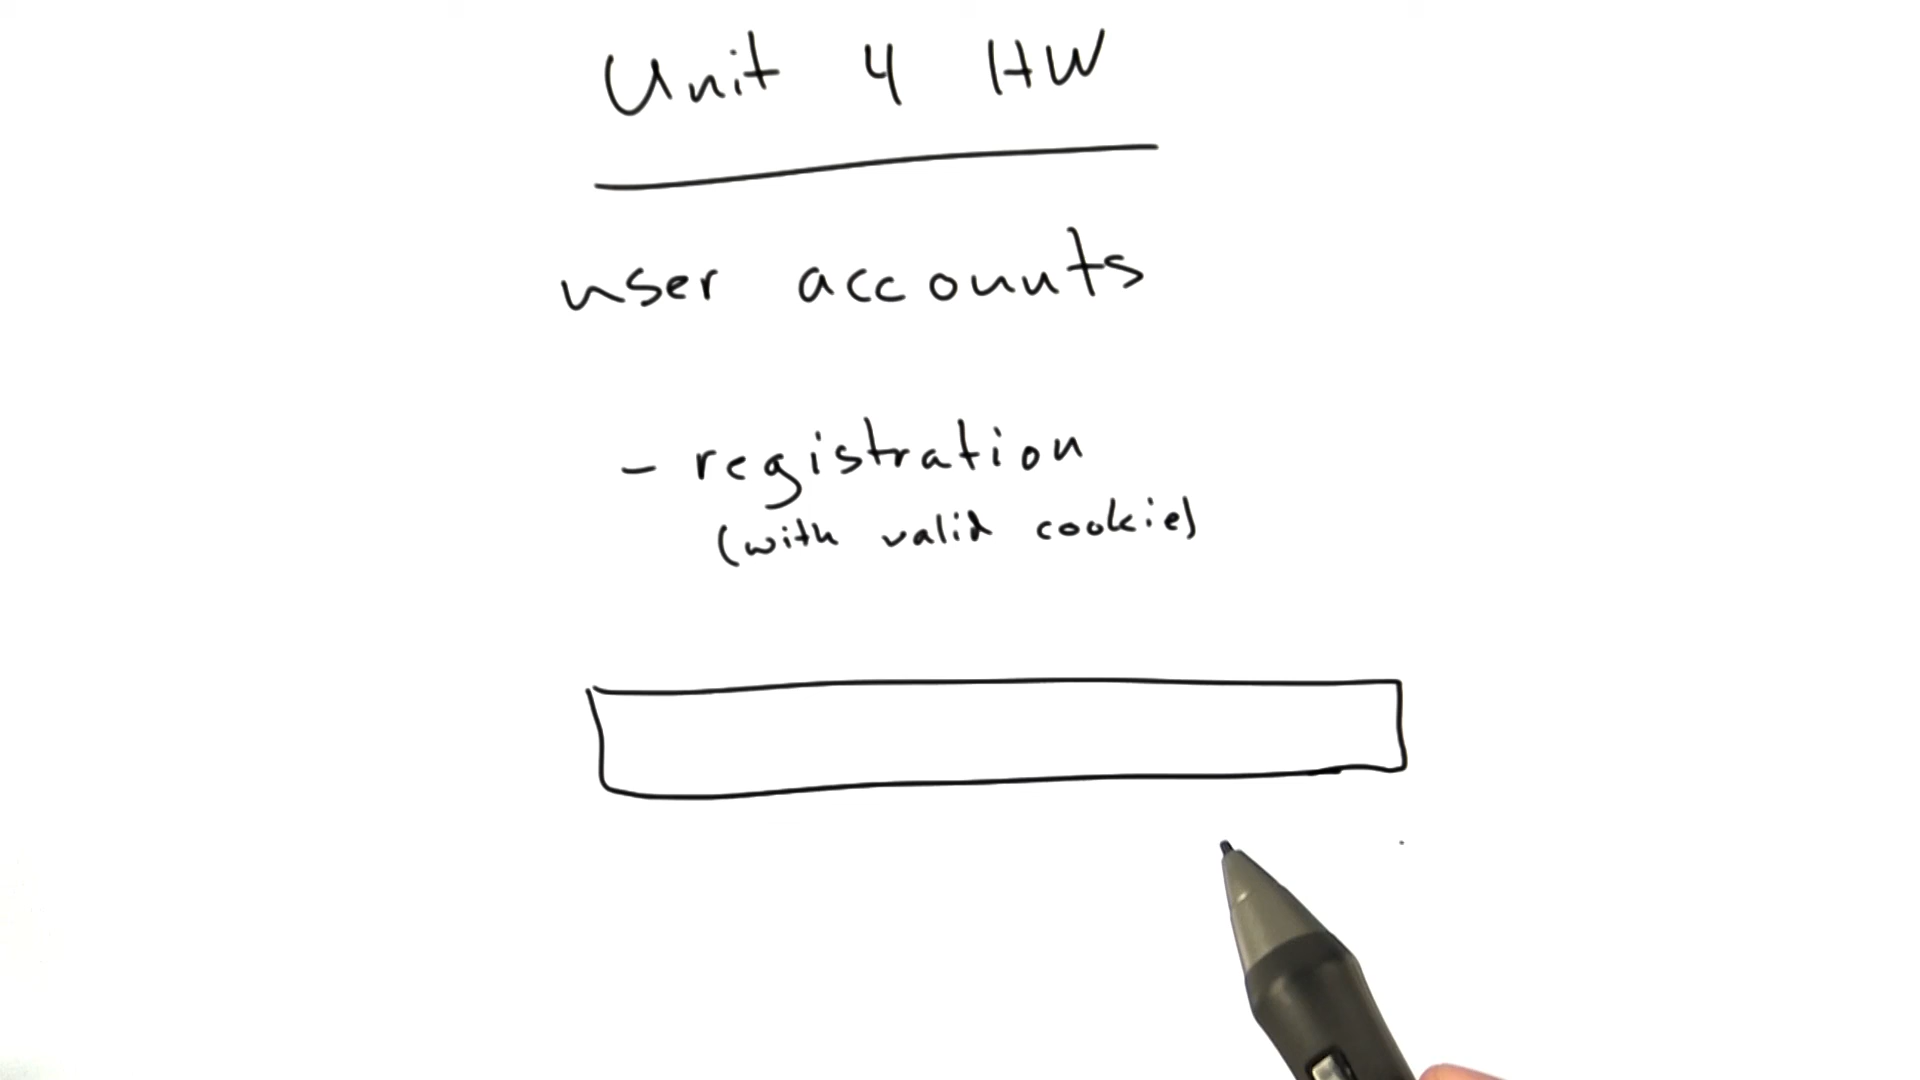 Unit 4 HW
user accounts
- registration
(with valid cookie)